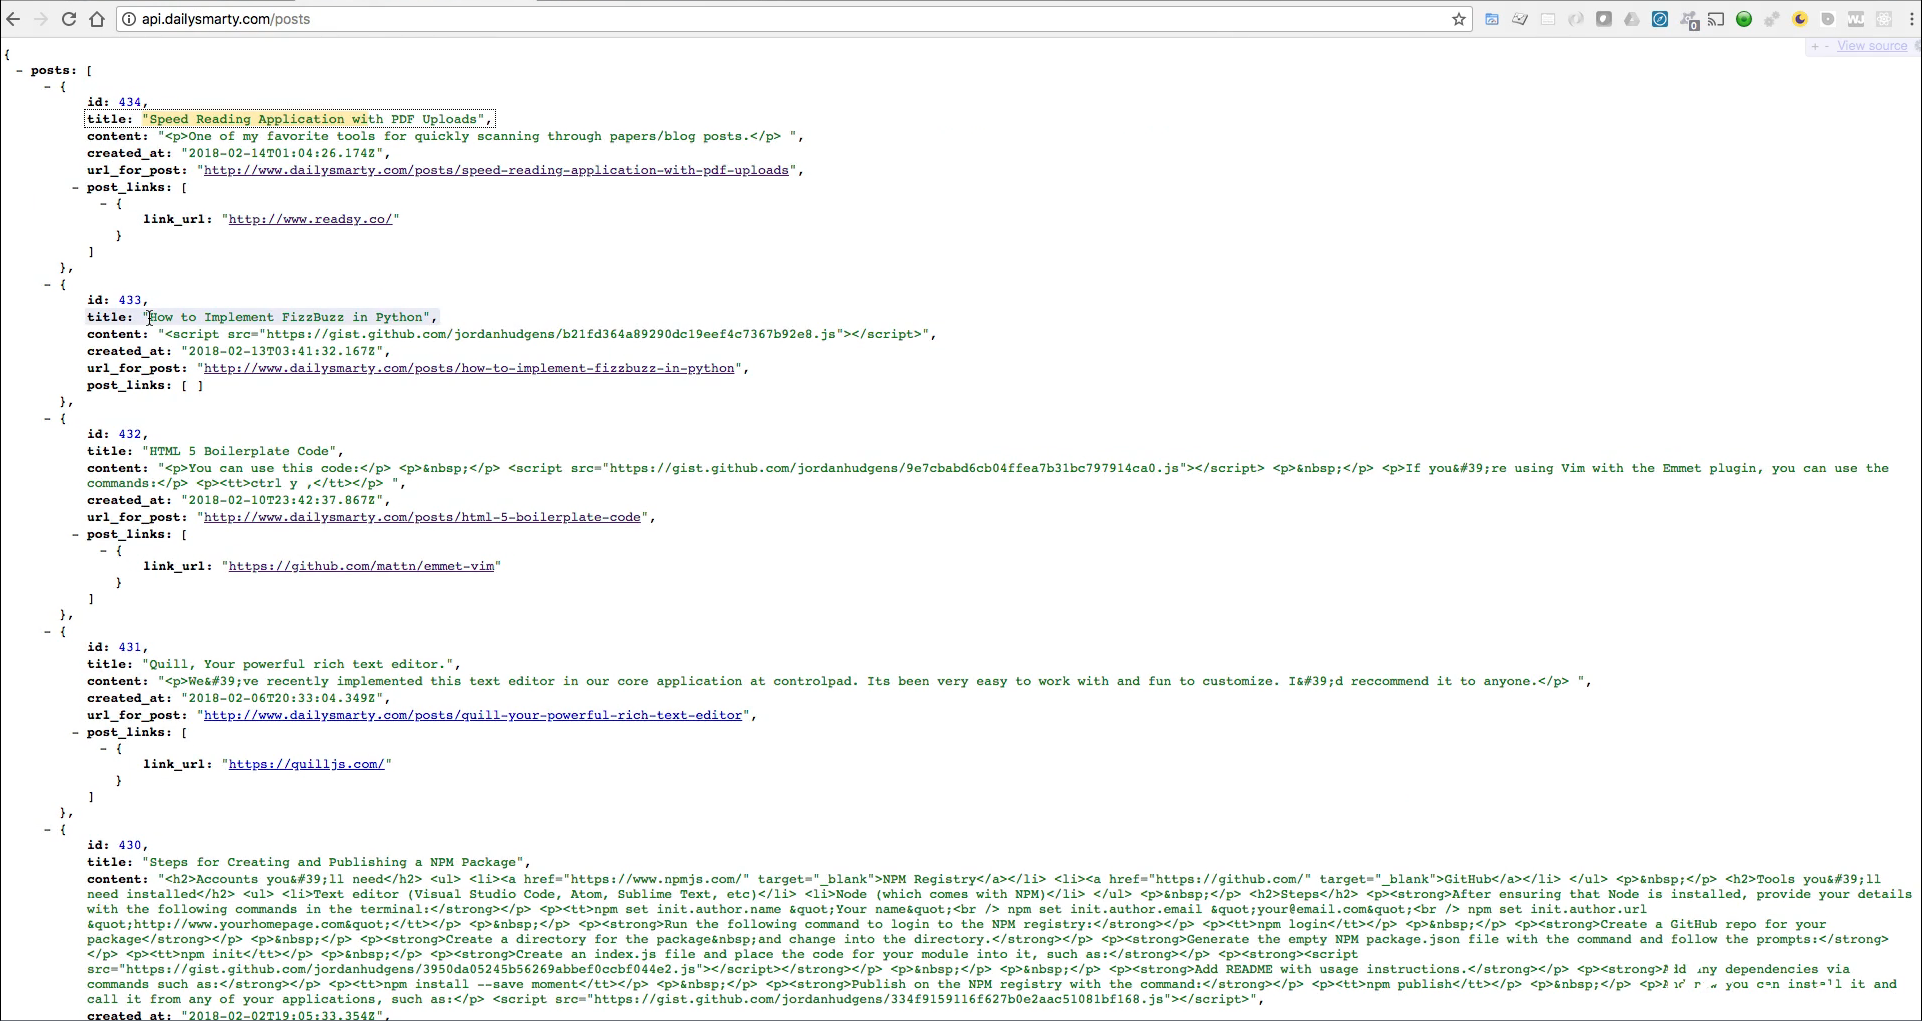 api.dailysmarty.com/posts
+ - View source
{
- posts: [
- {
id: 434,
title: "Speed Reading Application with PDF Uploads",
content: "<p>One of my favorite tools for quickly scanning through papers/blog posts.</p> ",
created_at: "2018-02-14T01:04:26.174Z",
url_for_post: "http://www.dailysmarty.com/posts/speed-reading-application-with-pdf-uploads",
- post_links: [
- {
link_url: "http://www.readsy.co/"
}
]
},
- {
id: 433,
title: "How to Implement FizzBuzz in Python",
content: "<script src="https://gist.github.com/jordanhudgens/b21fd364a89290dc19eef4c7367b92e8.js"></script>",
created_at: "2018-02-13T03:41:32.167Z",
url_for_post: "http://www.dailysmarty.com/posts/how-to-implement-fizzbuzz-in-python",
post_links: [ ]
},
- {
id: 432,
title: "HTML 5 Boilerplate Code",
content: "<p>You can use this code:</p> <p>&nbsp;</p> <script src="https://gist.github.com/jordanhudgens/9e7cbabd6cb04ffea7b31bc797914ca0.js"></script> <p>&nbsp;</p> <p>If you&#39;re using Vim with the Emmet plugin, you can use the
commands:</p> <p><tt>ctrl y ,</tt></p> ",
created_at: "2018-02-10T23:42:37.867Z",
url_for_post: "http://www.dailysmarty.com/posts/html-5-boilerplate-code",
- post_links: [
- {
link_url: "https://github.com/mattn/emmet-vim"
}
]
},
- {
id: 431,
title: "Quill, Your powerful rich text editor.",
content: "<p>We&#39;ve recently implemented this text editor in our core application at controlpad. Its been very easy to work with and fun to customize. I&#39;d reccommend it to anyone.</p> ",
created_at: "2018-02-06T20:33:04.349Z",
url_for_post: "http://www.dailysmarty.com/posts/quill-your-powerful-rich-text-editor",
- post_links: [
- {
link_url: "https://quilljs.com/"
}
]
},
- {
id: 430,
title: "Steps for Creating and Publishing a NPM Package",
content: "<h2>Accounts you&#39;ll need</h2> <ul> <li><a href="https://www.npmjs.com/" target="_blank">NPM Registry</a></li> <li><a href="https://github.com/" target="_blank">GitHub</a></li> </ul> <p>&nbsp;</p> <h2>Tools you&#39;ll
need installed</h2> <ul> <li>Text editor (Visual Studio Code, Atom, Sublime Text, etc)</li> <li>Node (which comes with NPM)</li> </ul> <p>&nbsp;</p> <h2>Steps</h2> <p><strong>After ensuring that Node is installed, provide your details
with the following commands in the terminal:</strong></p> <p><tt>npm set init.author.name &quot;Your name&quot;<br /> npm set init.author.email &quot;your@email.com&quot;<br /> npm set init.author.url
&quot;http://www.yourhomepage.com&quot;</tt></p> <p>&nbsp;</p> <p><strong>Run the following command to login to the NPM registry:</strong></p> <p><tt>npm login</tt></p> <p>&nbsp;</p> <p><strong>Create a GitHub repo for your
package</strong></p> <p>&nbsp;</p> <p><strong>Create a directory for the package&nbsp;and change into the directory.</strong></p> <p><strong>Generate the empty NPM package.json file with the command and follow the prompts:</strong>
</p> <p><tt>npm init</tt></p> <p>&nbsp;</p> <p><strong>Create an index.js file and place the code for your module into it, such as:</strong></p> <p><strong><script
src="https://gist.github.com/jordanhudgens/3950da05245b56269abbef0ccbf044e2.js"></script></strong></p> <p>&nbsp;</p> <p>&nbsp;</p> <p><strong>Add README with usage instructions.</strong></p> <p><strong>Add any dependencies via
commands such as:</strong></p> <p><tt>npm install --save moment</tt></p> <p>&nbsp;</p> <p><strong>Publish on the NPM registry with the command:</strong></p> <p><tt>npm publish</tt></p> <p>&nbsp;</p> you can install it and
call it from any of your applications, such as:</p> <script src="https://gist.github.com/jordanhudgens/334f9159116f627b0e2aac51081bf168.js"></script>",
created_at: "2018-02-02T19:05:33.354Z",